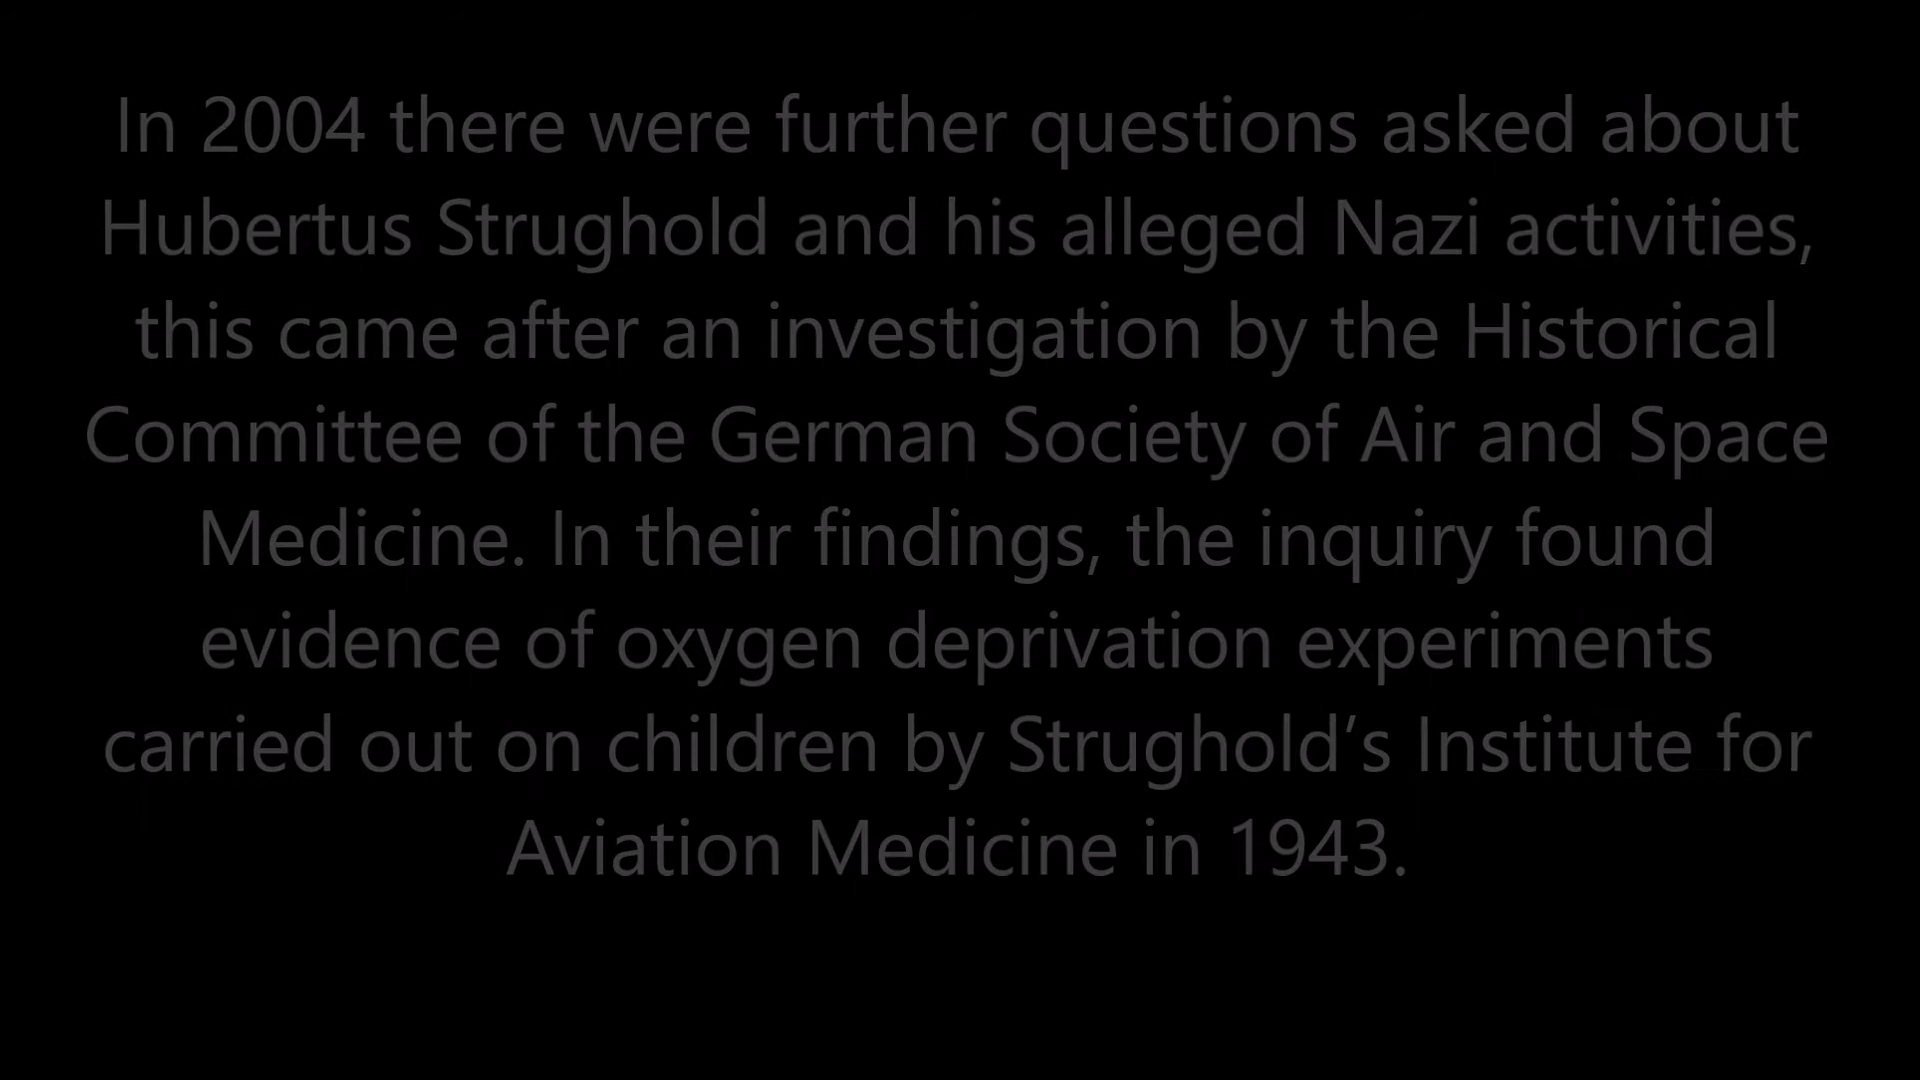 In 2004 there were further questions asked about
Hubertus Strughold and his alleged Nazi activities,
this came after an investigation by the Historical
Committee of the German Society of Air and Space
Medicine. In their findings, the inquiry found
evidence of oxygen deprivation experiments
carried out on children by Strughold’s Institute for
Aviation Medicine in 1943.